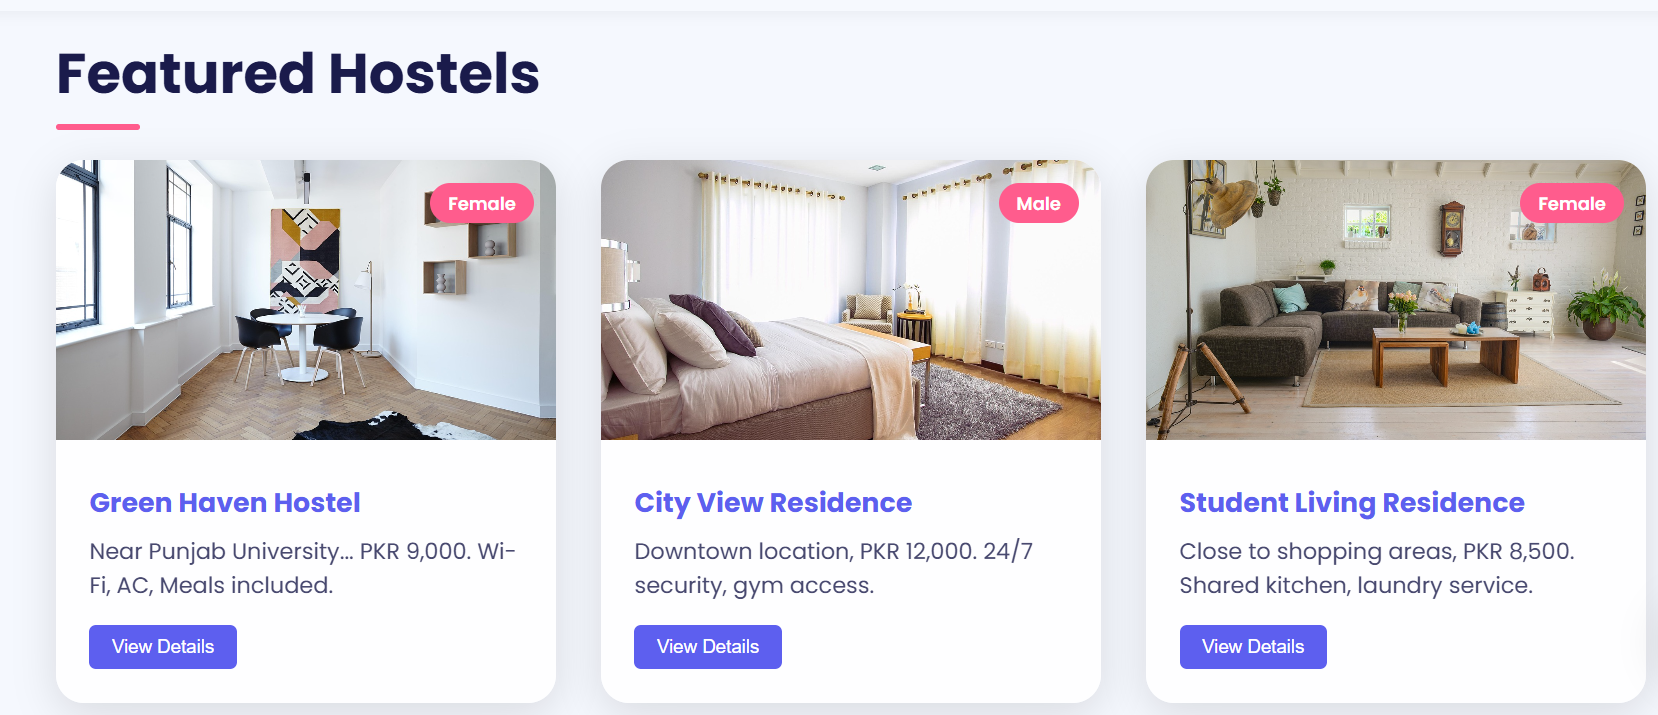 Featured Hostels
Female
Male
Female
Green Haven Hostel
Near Punjab University... PKR 9,000. Wi-
Fi, AC, Meals included.
View Details
City View Residence
Downtown location, PKR 12,000. 24/7
security, gym access.
View Details
Student Living Residence
Close to shopping areas, PKR 8,500.
Shared kitchen, laundry service.
View Details